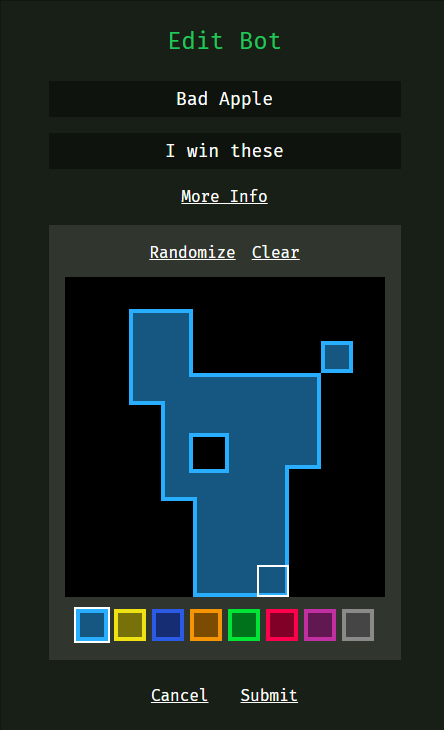 Edit Bot
Bad Apple
I win these
More Info
Randomize Clear
Cancel Submit